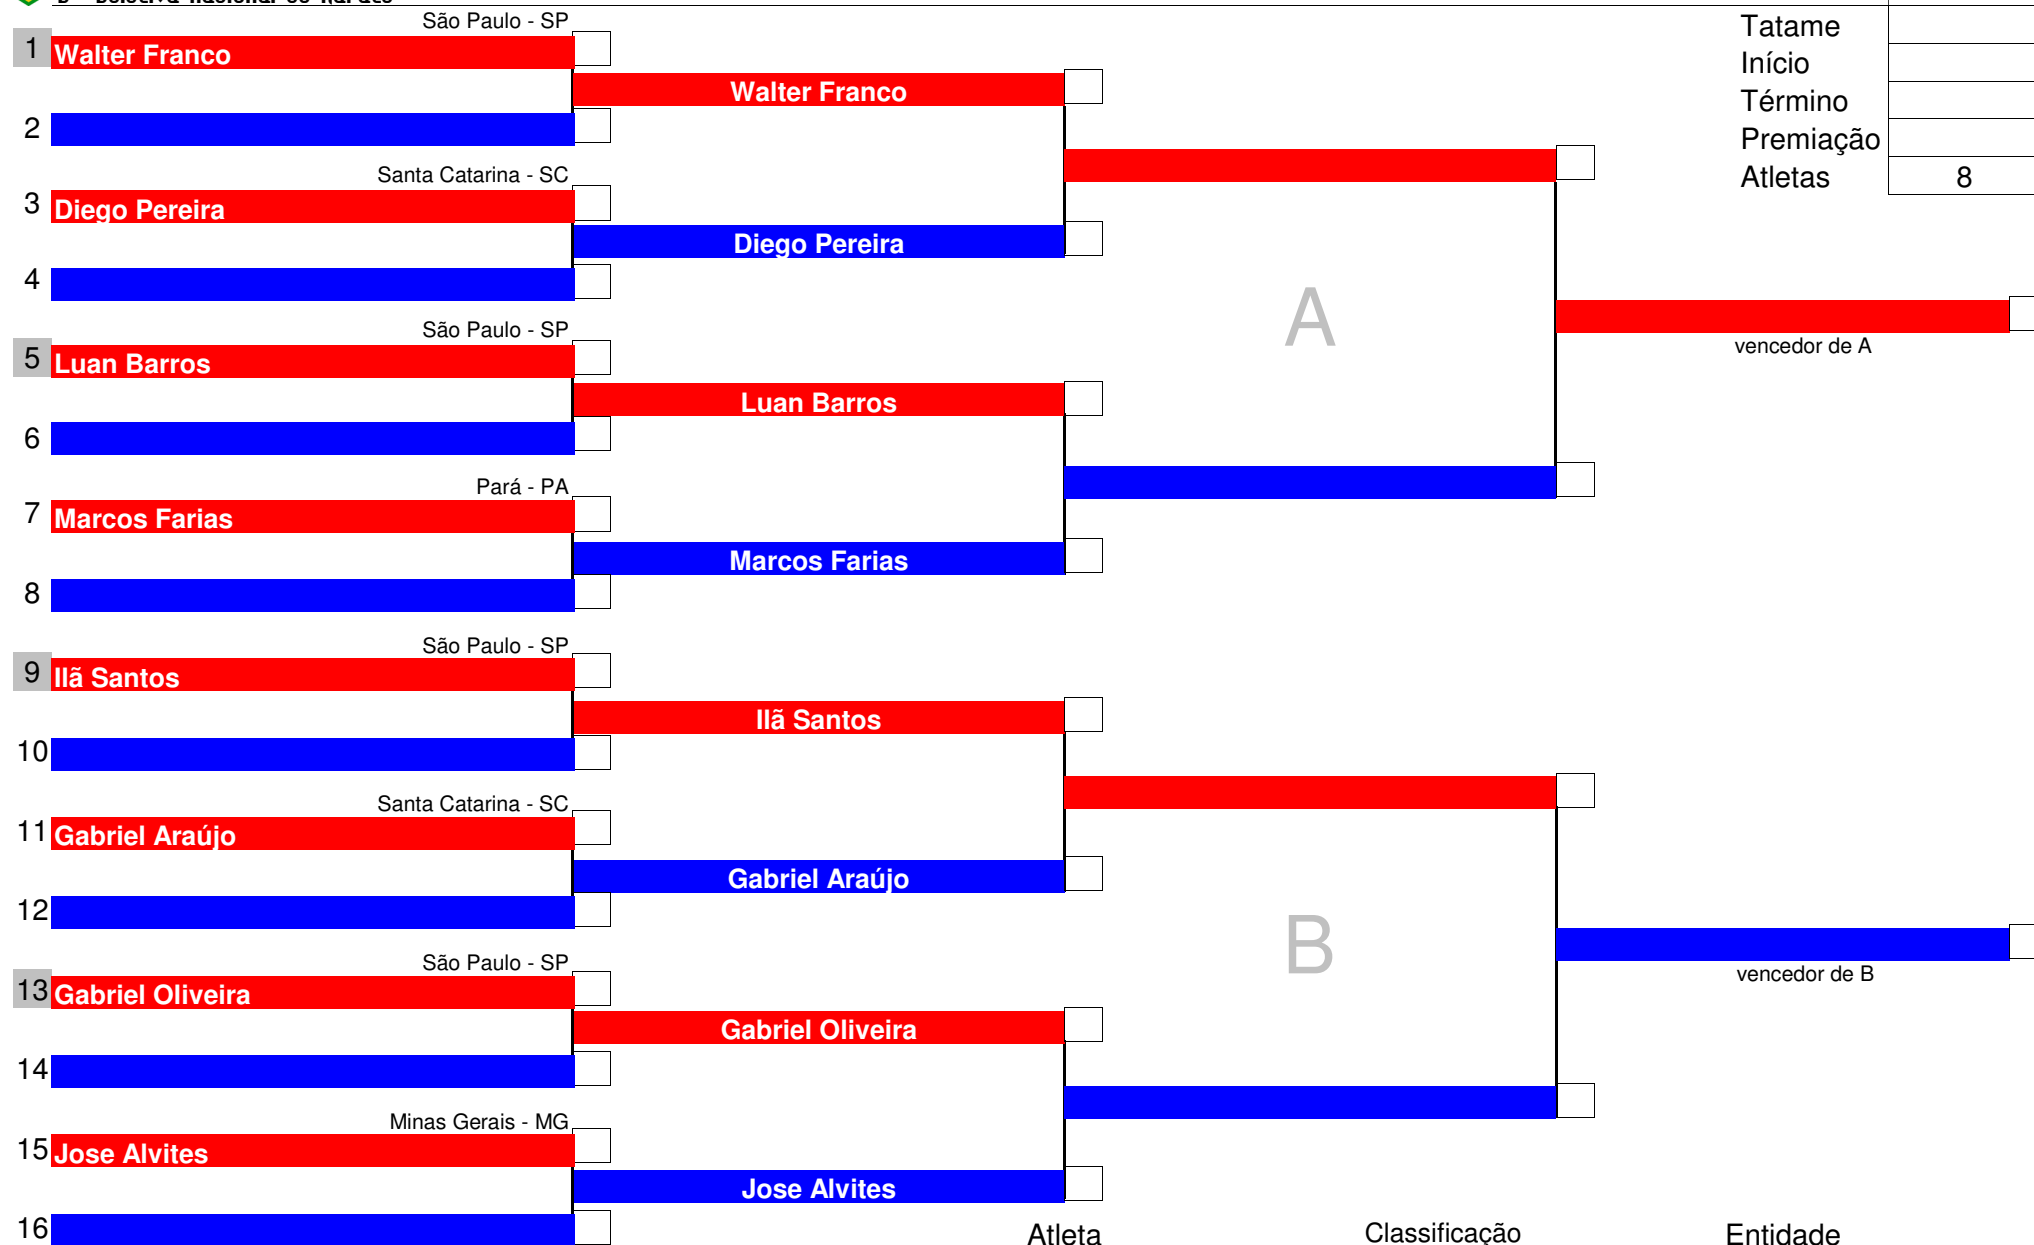 São Paulo - SP
1 Walter Franco
Walter Franco
2
Santa Catarina - SC
3 Diego Pereira
Diego Pereira
4
São Paulo - SP
5 Luan Barros
Luan Barros
6
Pará - PA
7 Marcos Farias
Marcos Farias
8
São Paulo - SP
9 Ilã Santos
Ilã Santos
10
Santa Catarina - SC
11 Gabriel Araújo
Gabriel Araújo
12
São Paulo - SP
13 Gabriel Oliveira
Gabriel Oliveira
14
Minas Gerais - MG
15 Jose Alvites
Jose Alvites
16
A
B
Tatame
Início
Término
Premiação
Atletas 8
vencedor de A
vencedor de B
Atleta Classificação Entidade